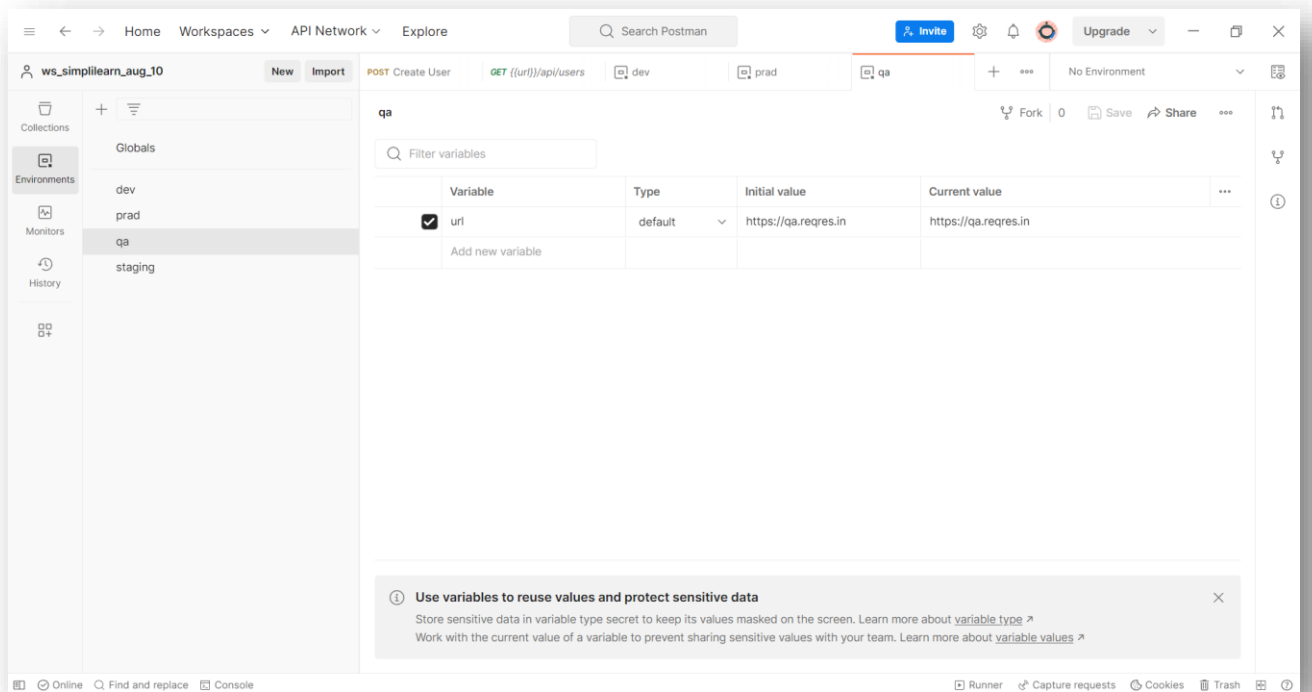 Home Workspaces API Network Explore Search Postman Invite Upgrade
ws_simplilearn_aug_10 New Import POST Create User GET {{url}}/api/users dev prad qa No Environment
Collections
Environments
Monitors
History
Globals
dev
prad
qa
staging
qa Fork 0 Save Share
Filter variables
Variable Type Initial value Current value
url default https://qa.reqres.in https://qa.reqres.in
Add new variable
Use variables to reuse values and protect sensitive data
Store sensitive data in variable type secret to keep its values masked on the screen. Learn more about variable type ↗
Work with the current value of a variable to prevent sharing sensitive values with your team. Learn more about variable values ↗
Online Find and replace Console Runner Capture requests Cookies Trash